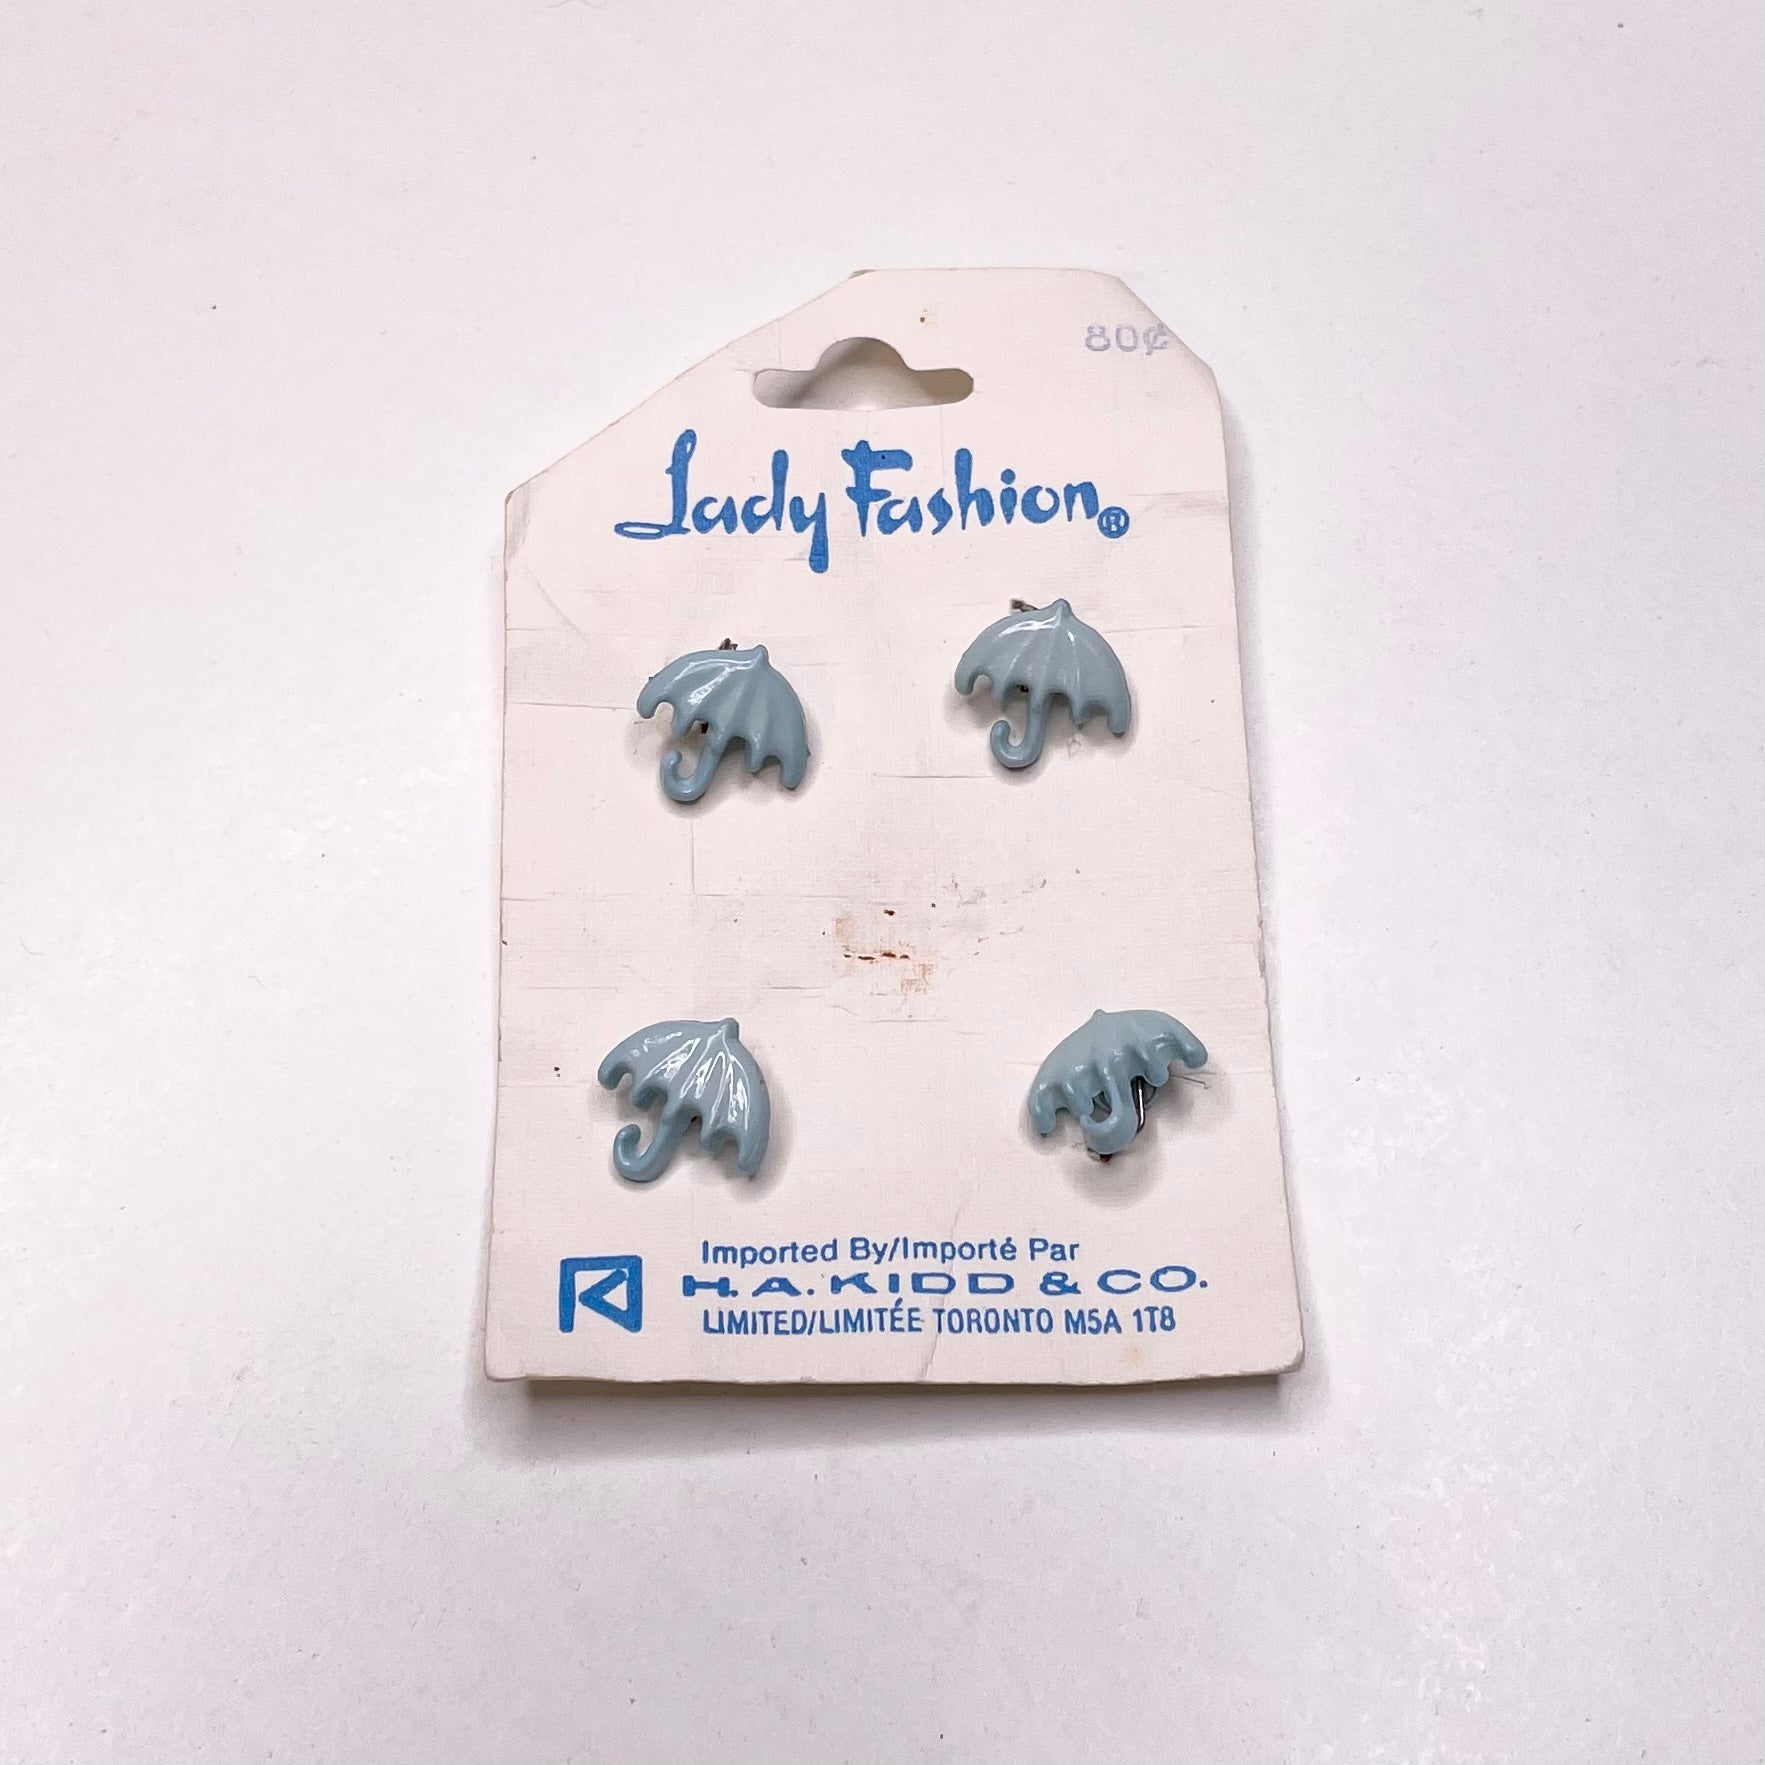 80¢
Lady Fashion®
Imported By/Importé Par
H.A. KIDD & CO.
LIMITED/LIMITÉE TORONTO M5A 1T8